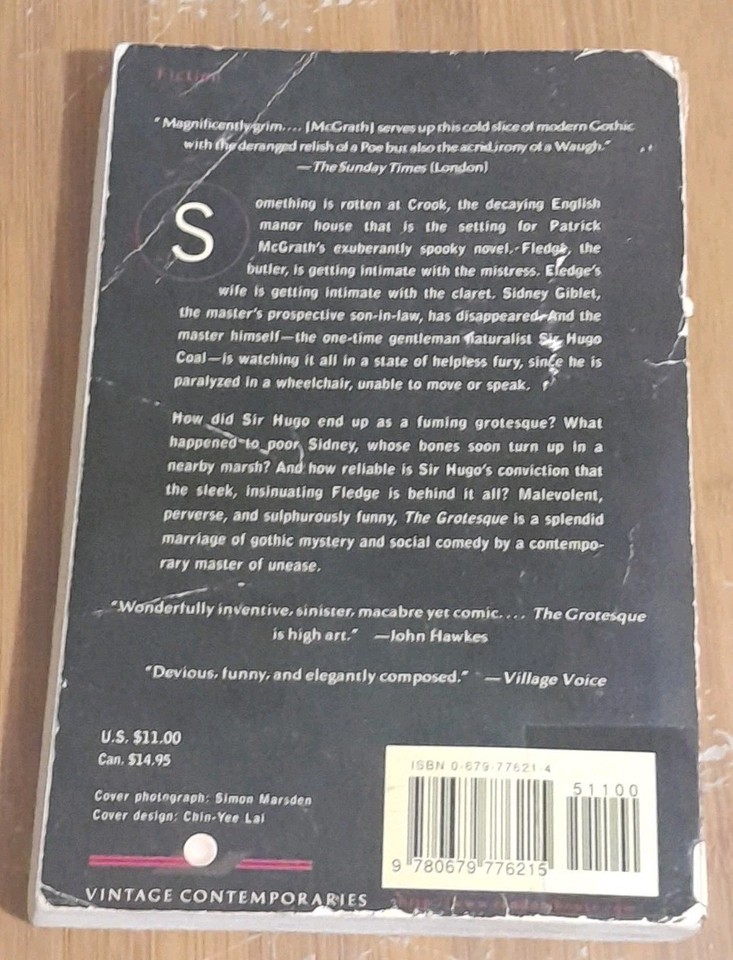 Fiction
"Magnificently grim.... [McGrath] serves up this cold slice of modern Gothic
with the deranged relish of a Poe but also the acrid irony of a Waugh."
—The Sunday Times (London)
Something is rotten at Crook, the decaying English
manor house that is the setting for Patrick
McGrath's exuberantly spooky novel. Fledge, the
butler, is getting intimate with the mistress. Fledge's
wife is getting intimate with the claret. Sidney Giblet,
the master's prospective son-in-law, has disappeared. And the
master himself—the one-time gentleman naturalist Sir Hugo
Coal—is watching it all in a state of helpless fury, since he is
paralyzed in a wheelchair, unable to move or speak.
How did Sir Hugo end up as a fuming grotesque? What
happened to poor Sidney, whose bones soon turn up in a
nearby marsh? And how reliable is Sir Hugo's conviction that
the sleek, insinuating Fledge is behind it all? Malevolent,
perverse, and sulphurously funny, The Grotesque is a splendid
marriage of gothic mystery and social comedy by a contempo-
rary master of unease.
"Wonderfully inventive, sinister, macabre yet comic.... The Grotesque
is high art." —John Hawkes
"Devious, funny, and elegantly composed." —Village Voice
U.S. $11.00
Can. $14.95
Cover photograph: Simon Marsden
Cover design: Chin-Yee Lai
VINTAGE CONTEMPORARIES
ISBN 0-679-77621-4
51100
9 780679 776215
http://www.randomhouse.com